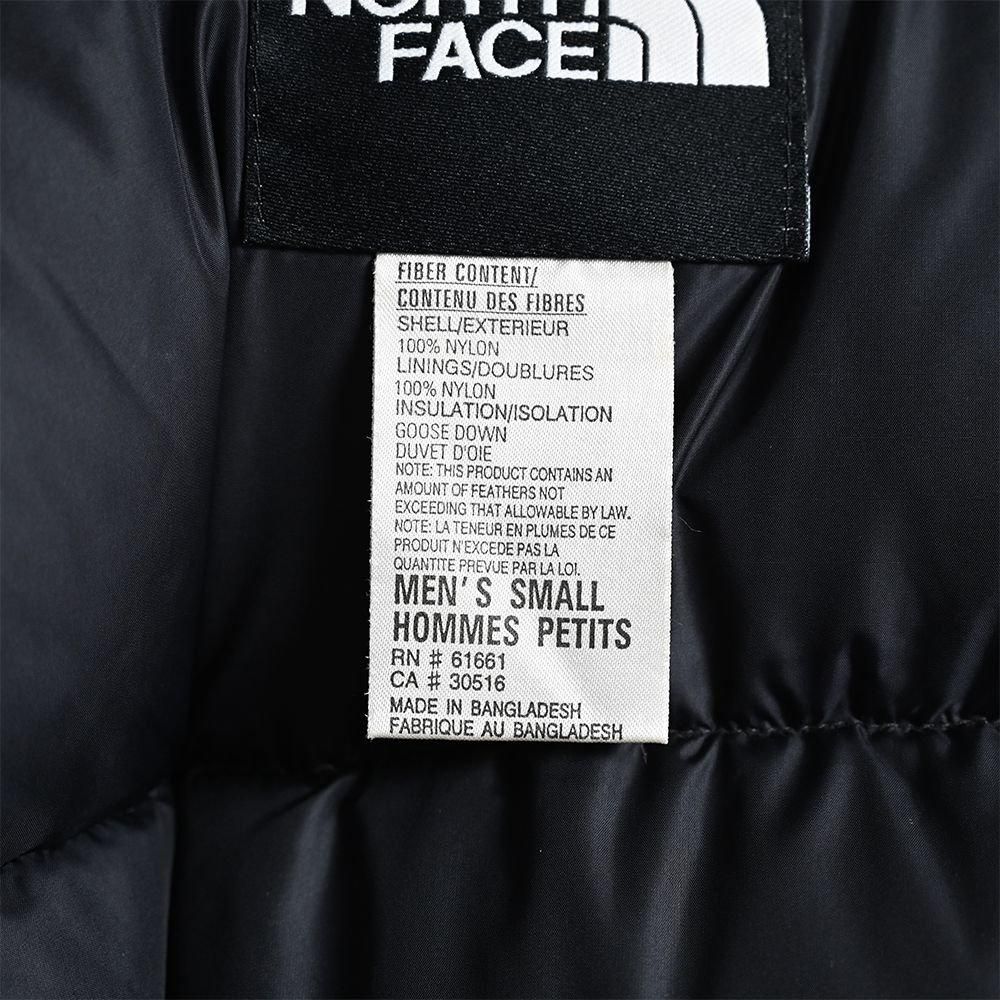 NORTH
FACE
FIBER CONTENT/
CONTENU DES FIBRES
SHELL/EXTERIEUR
100% NYLON
LININGS/DOUBLURES
100% NYLON
INSULATION/ISOLATION
GOOSE DOWN
DUVET D'OIE
NOTE: THIS PRODUCT CONTAINS AN
AMOUNT OF FEATHERS NOT
EXCEEDING THAT ALLOWABLE BY LAW.
NOTE: LA TENEUR EN PLUMES DE CE
PRODUIT N'EXCEDE PAS LA
QUANTITE PREVUE PAR LA LOI.
MEN'S SMALL
HOMMES PETITS
RN # 61661
CA # 30516
MADE IN BANGLADESH
FABRIQUE AU BANGLADESH